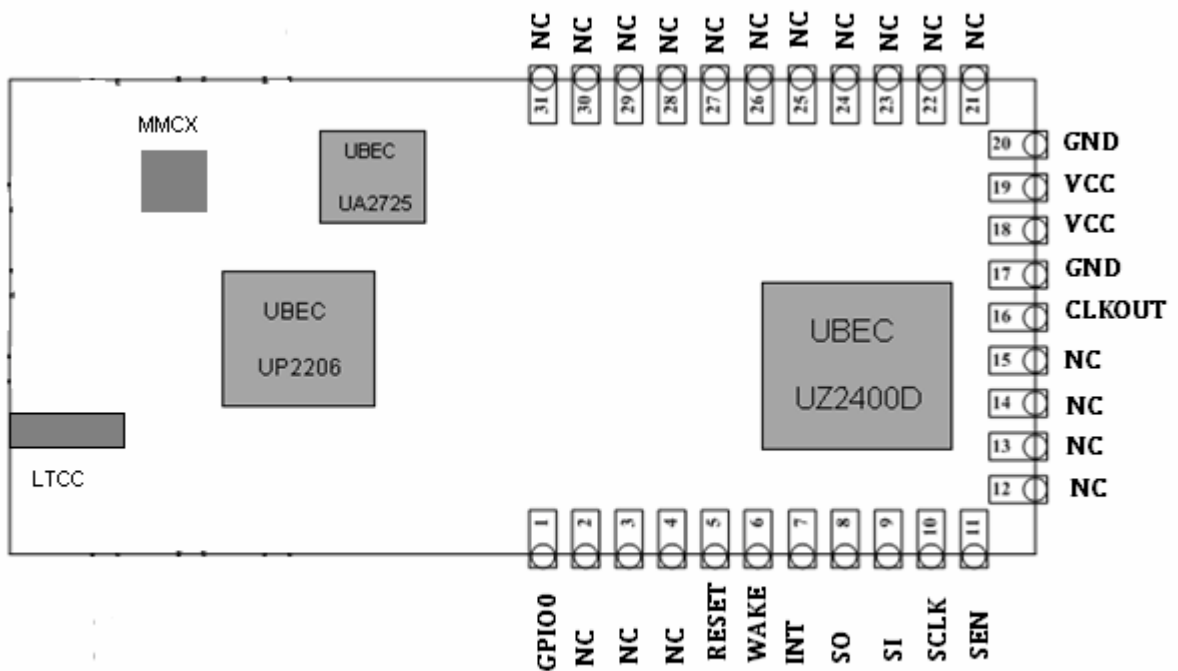 NC NC NC NC NC NC NC NC NC NC NC
31 30 29 28 27 26 25 24 23 22 21
MMCX
UBEC
UA2725
20 GND
19 VCC
18 VCC
17 GND
16 CLKOUT
15 NC
14 NC
13 NC
12 NC
UBEC
UP2206
UBEC
UZ2400D
LTCC
1 2 3 4 5 6 7 8 9 10 11
GPIO0 NC NC NC RESET WAKE INT SO SI SCLK SEN